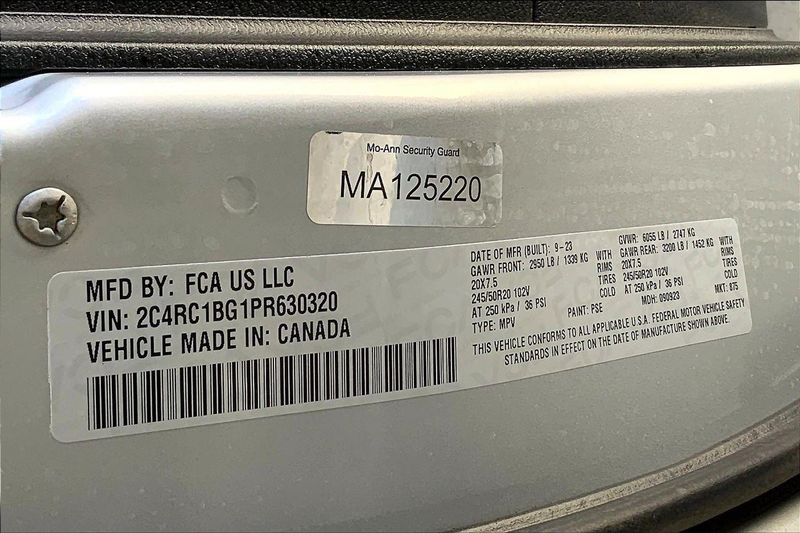 Mo-Ann Security Guard
MA125220
MFD BY: FCA US LLC
VIN: 2C4RC1BG1PR630320
VEHICLE MADE IN: CANADA
DATE OF MFR (BUILT): 9-23 GVWR: 6055 LB / 2747 KG
GAWR FRONT: 2950 LB / 1339 KG WITH GAWR REAR: 3200 LB / 1452 KG WITH
20X7.5 RIMS 20X7.5 RIMS
245/50R20 102V TIRES 245/50R20 102V TIRES
AT 250 kPa / 36 PSI COLD AT 250 kPa / 36 PSI COLD
TYPE: MPV PAINT: PSE MDH: 090923 MKT: 875
THIS VEHICLE CONFORMS TO ALL APPLICABLE U.S.A. FEDERAL MOTOR VEHICLE SAFETY
STANDARDS IN EFFECT ON THE DATE OF MANUFACTURE SHOWN ABOVE.